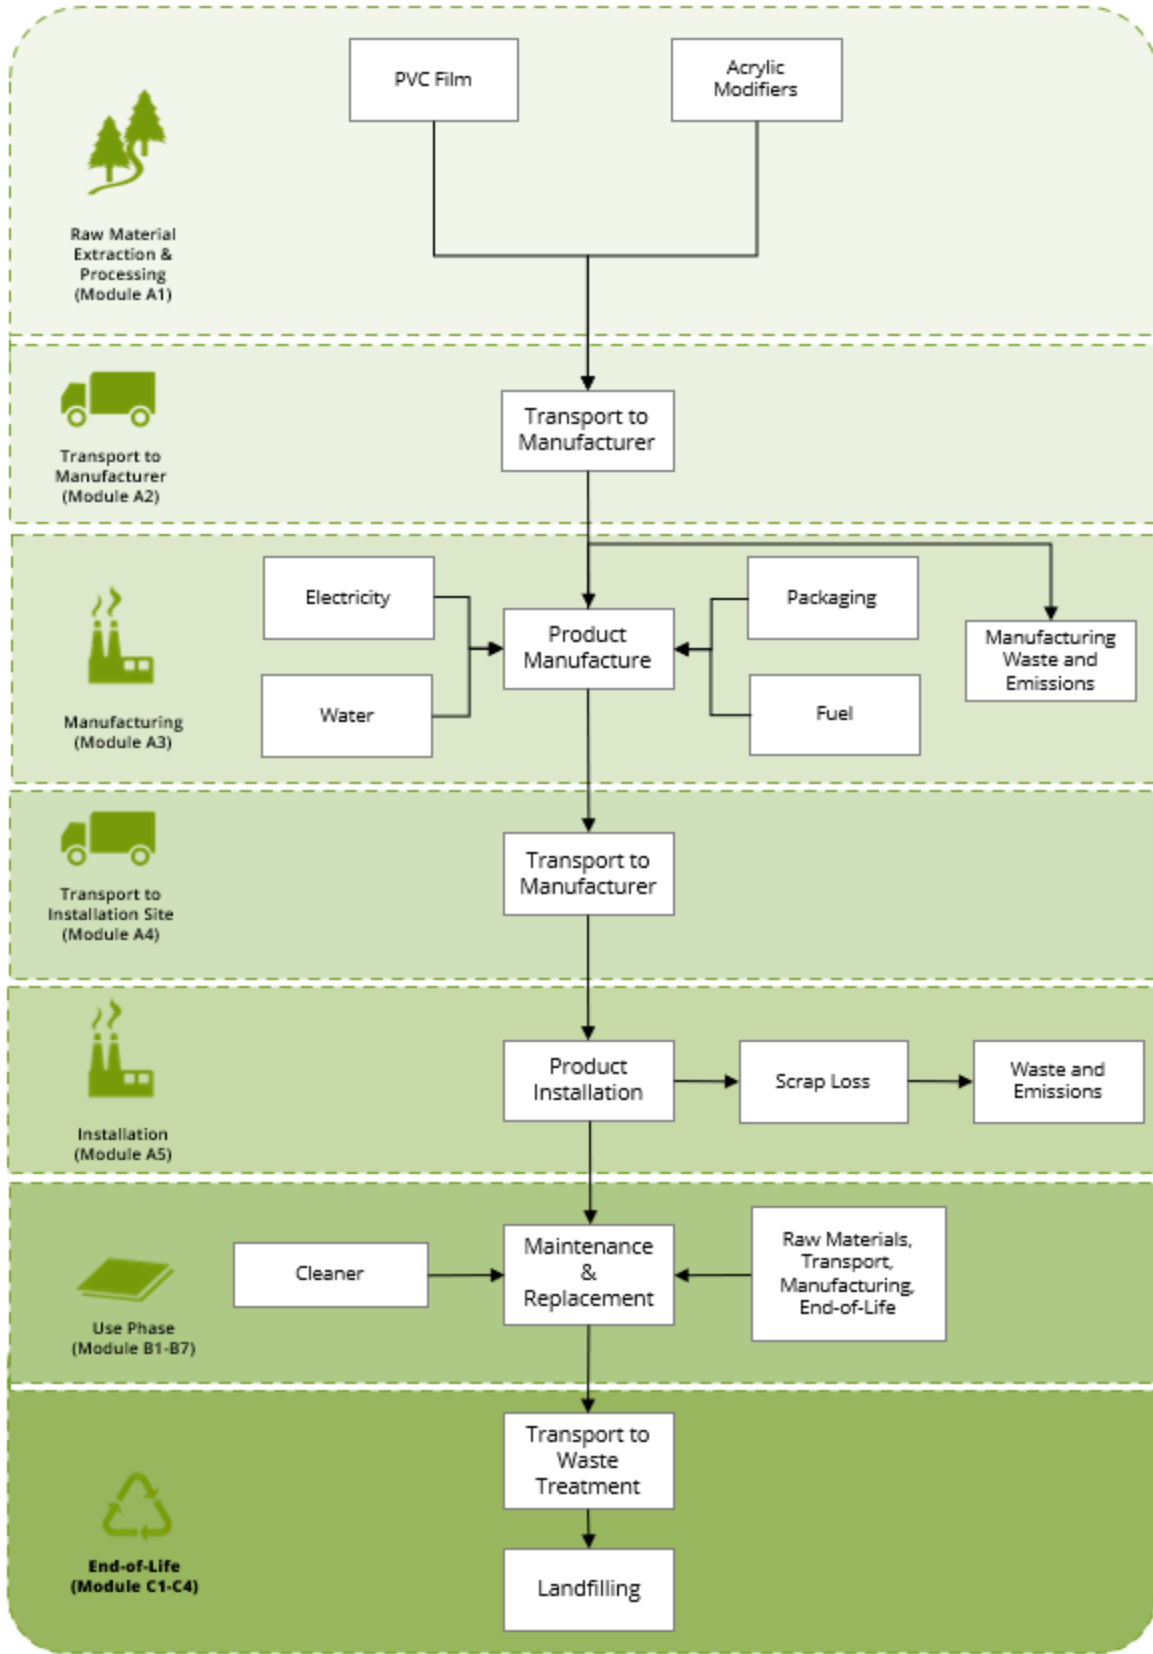 PVC Film
Acrylic
Modifiers
Raw Material
Extraction &
Processing
(Module A1)
Transport to
Manufacturer
Transport to
Manufacturer
(Module A2)
Electricity
Packaging
Product
Manufacture
Manufacturing
Waste and
Emissions
Water
Fuel
Manufacturing
(Module A3)
Transport to
Manufacturer
Transport to
Installation Site
(Module A4)
Product
Installation
Scrap Loss
Waste and
Emissions
Installation
(Module A5)
Cleaner
Maintenance
&
Replacement
Raw Materials,
Transport,
Manufacturing,
End-of-Life
Use Phase
(Module B1-B7)
Transport to
Waste
Treatment
End-of-Life
(Module C1-C4)
Landfilling